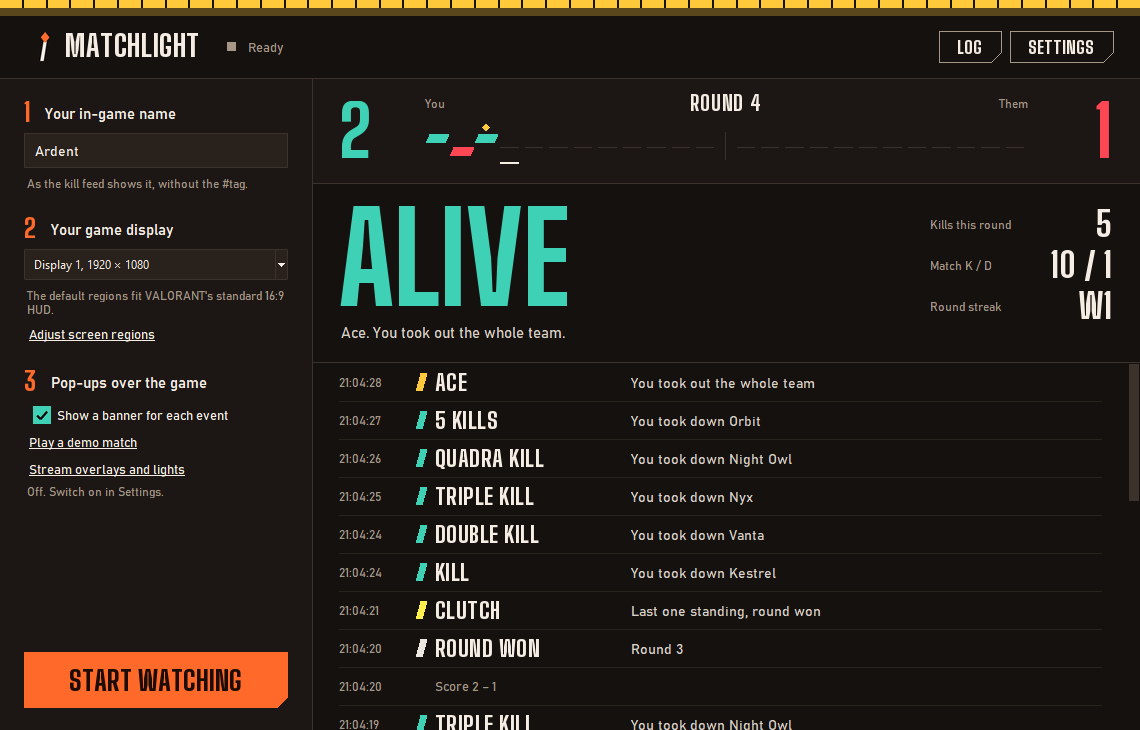 MATCHLIGHT
Ready
LOG
SETTINGS
1 Your in-game name
Ardent
As the kill feed shows it, without the #tag.
2 Your game display
Display 1, 1920 × 1080
The default regions fit VALORANT's standard 16:9
HUD.
Adjust screen regions
3 Pop-ups over the game
Show a banner for each event
Play a demo match
Stream overlays and lights
Off. Switch on in Settings.
START WATCHING
2
You
ROUND 4
Them
1
ALIVE
Ace. You took out the whole team.
Kills this round 5
Match K / D 10 / 1
Round streak W1
21:04:28 ACE You took out the whole team
21:04:27 5 KILLS You took down Orbit
21:04:26 QUADRA KILL You took down Night Owl
21:04:25 TRIPLE KILL You took down Nyx
21:04:24 DOUBLE KILL You took down Vanta
21:04:24 KILL You took down Kestrel
21:04:21 CLUTCH Last one standing, round won
21:04:20 ROUND WON Round 3
21:04:20 Score 2 – 1
21:04:19 TRIPLE KILL You took down Night Owl